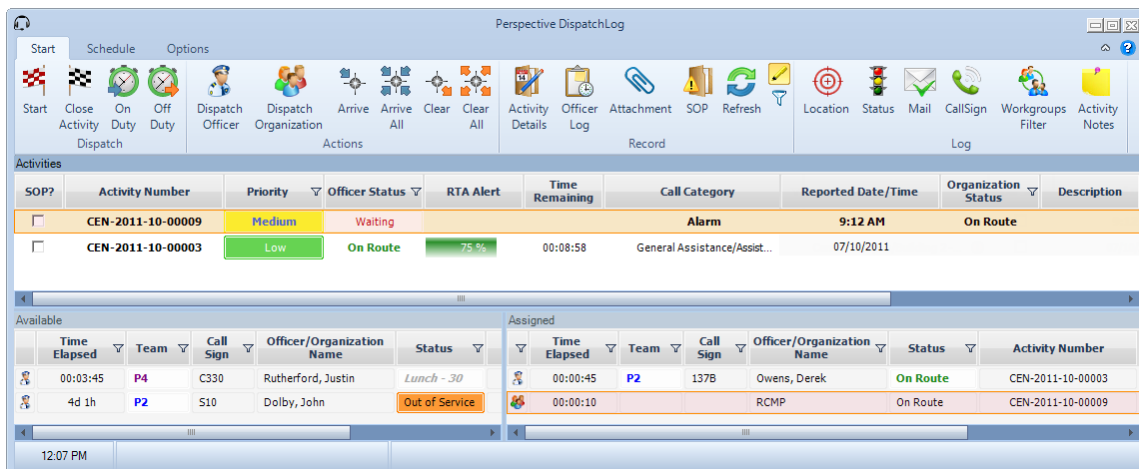 Perspective DispatchLog
Start Schedule Options
Start Close Activity On Duty Off Duty Dispatch Officer Dispatch Organization Arrive Arrive All Clear Clear All Activity Details Officer Log Attachment SOP Refresh Location Status Mail CallSign Workgroups Filter Activity Notes
Dispatch Actions Record Log
Activities
SOP? Activity Number Priority Officer Status RTA Alert Time Remaining Call Category Reported Date/Time Organization Status Description
CEN-2011-10-00009 Medium Waiting Alarm 9:12 AM On Route
CEN-2011-10-00003 Low On Route 75 % 00:08:58 General Assistance/Assist... 07/10/2011
Available
Time Elapsed Team Call Sign Officer/Organization Name Status
00:03:45 P4 C330 Rutherford, Justin Lunch - 30
4d 1h P2 S10 Dolby, John Out of Service
Assigned
Time Elapsed Team Call Sign Officer/Organization Name Status Activity Number
00:00:45 P2 137B Owens, Derek On Route CEN-2011-10-00003
00:00:10 RCMP On Route CEN-2011-10-00009
12:07 PM